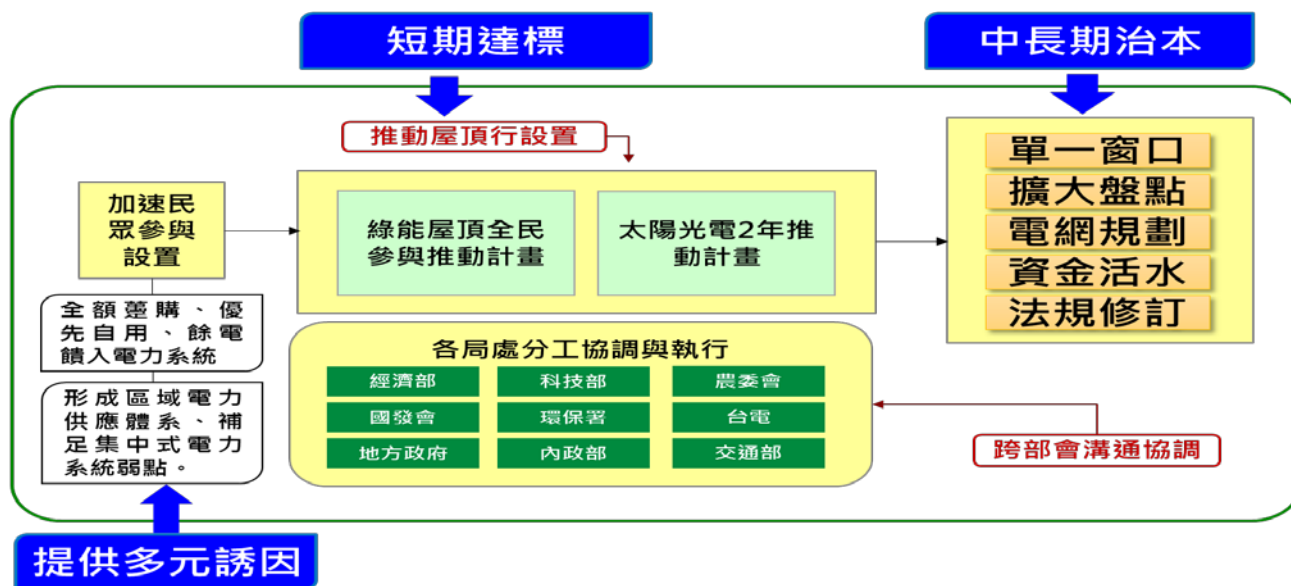 短期達標
中長期治本
推動屋頂行設置
加速民
眾參與
設置
綠能屋頂全民
參與推動計畫
太陽光電2年推
動計畫
單一窗口
擴大盤點
電網規劃
資金活水
法規修訂
全額躉購、優
先自用、餘電
饋入電力系統
形成區域電力
供應體系、補
足集中式電力
系統弱點。
各局處分工協調與執行
經濟部
科技部
農委會
國發會
環保署
台電
地方政府
內政部
交通部
跨部會溝通協調
提供多元誘因